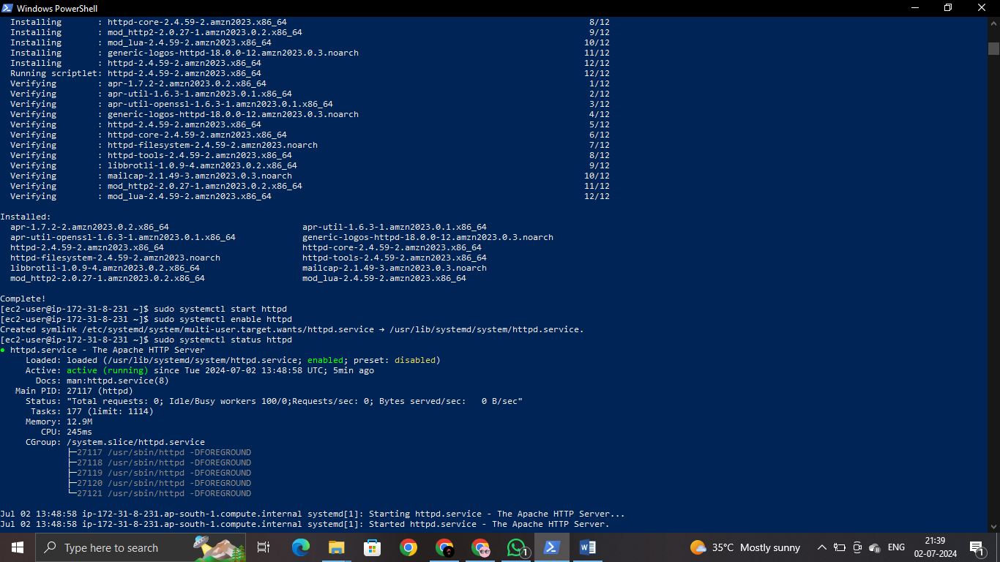 Windows PowerShell
Installing : httpd-core-2.4.59-2.amzn2023.x86_64 8/12
Installing : mod_http2-2.0.27-1.amzn2023.0.2.x86_64 9/12
Installing : mod_lua-2.4.59-2.amzn2023.x86_64 10/12
Installing : generic-logos-httpd-18.0.0-12.amzn2023.0.3.noarch 11/12
Installing : httpd-2.4.59-2.amzn2023.x86_64 12/12
Running scriptlet: httpd-2.4.59-2.amzn2023.x86_64 12/12
Verifying : apr-1.7.2-2.amzn2023.0.2.x86_64 1/12
Verifying : apr-util-1.6.3-1.amzn2023.0.1.x86_64 2/12
Verifying : apr-util-openssl-1.6.3-1.amzn2023.0.1.x86_64 3/12
Verifying : generic-logos-httpd-18.0.0-12.amzn2023.0.3.noarch 4/12
Verifying : httpd-2.4.59-2.amzn2023.x86_64 5/12
Verifying : httpd-core-2.4.59-2.amzn2023.x86_64 6/12
Verifying : httpd-filesystem-2.4.59-2.amzn2023.noarch 7/12
Verifying : httpd-tools-2.4.59-2.amzn2023.x86_64 8/12
Verifying : libbrotli-1.0.9-4.amzn2023.0.2.x86_64 9/12
Verifying : mailcap-2.1.49-3.amzn2023.0.3.noarch 10/12
Verifying : mod_http2-2.0.27-1.amzn2023.0.2.x86_64 11/12
Verifying : mod_lua-2.4.59-2.amzn2023.x86_64 12/12
Installed:
apr-1.7.2-2.amzn2023.0.2.x86_64 apr-util-1.6.3-1.amzn2023.0.1.x86_64
apr-util-openssl-1.6.3-1.amzn2023.0.1.x86_64 generic-logos-httpd-18.0.0-12.amzn2023.0.3.noarch
httpd-2.4.59-2.amzn2023.x86_64 httpd-core-2.4.59-2.amzn2023.x86_64
httpd-filesystem-2.4.59-2.amzn2023.noarch httpd-tools-2.4.59-2.amzn2023.x86_64
libbrotli-1.0.9-4.amzn2023.0.2.x86_64 mailcap-2.1.49-3.amzn2023.0.3.noarch
mod_http2-2.0.27-1.amzn2023.0.2.x86_64 mod_lua-2.4.59-2.amzn2023.x86_64
Complete!
[ec2-user@ip-172-31-8-231 ~]$ sudo systemctl start httpd
[ec2-user@ip-172-31-8-231 ~]$ sudo systemctl enable httpd
Created symlink /etc/systemd/system/multi-user.target.wants/httpd.service → /usr/lib/systemd/system/httpd.service.
[ec2-user@ip-172-31-8-231 ~]$ sudo systemctl status httpd
● httpd.service - The Apache HTTP Server
Loaded: loaded (/usr/lib/systemd/system/httpd.service; enabled; preset: disabled)
Active: active (running) since Tue 2024-07-02 13:48:58 UTC; 5min ago
Docs: man:httpd.service(8)
Main PID: 27117 (httpd)
Status: "Total requests: 0; Idle/Busy workers 100/0;Requests/sec: 0; Bytes served/sec:   0 B/sec"
Tasks: 177 (limit: 1114)
Memory: 12.9M
CPU: 245ms
CGroup: /system.slice/httpd.service
├─27117 /usr/sbin/httpd -DFOREGROUND
├─27118 /usr/sbin/httpd -DFOREGROUND
├─27119 /usr/sbin/httpd -DFOREGROUND
├─27120 /usr/sbin/httpd -DFOREGROUND
└─27121 /usr/sbin/httpd -DFOREGROUND
Jul 02 13:48:58 ip-172-31-8-231.ap-south-1.compute.internal systemd[1]: Starting httpd.service - The Apache HTTP Server...
Jul 02 13:48:58 ip-172-31-8-231.ap-south-1.compute.internal systemd[1]: Started httpd.service - The Apache HTTP Server.
Type here to search 1 35°C Mostly sunny ENG 21:39 1
02-07-2024